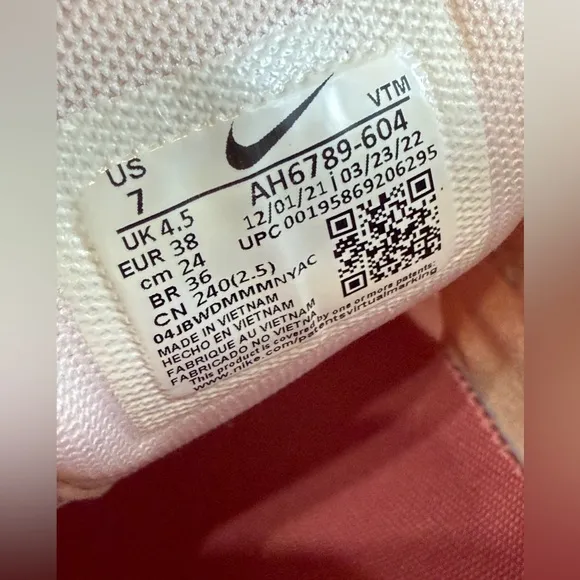 VTM
US
7
AH6789-604
12/01/21 | 03/23/22
UPC 00195869206295
UK 4.5
EUR 38
cm 24
BR 36
CN 240(2.5)
04JBWDMMMNYAC
MADE IN VIETNAM
HECHO EN VIETNAM
FABRIQUE AU VIETNAM
FABRICADO NO VIETNA
This product is covered by one or more patents:
www.nike.com/patentsvirtualmarking